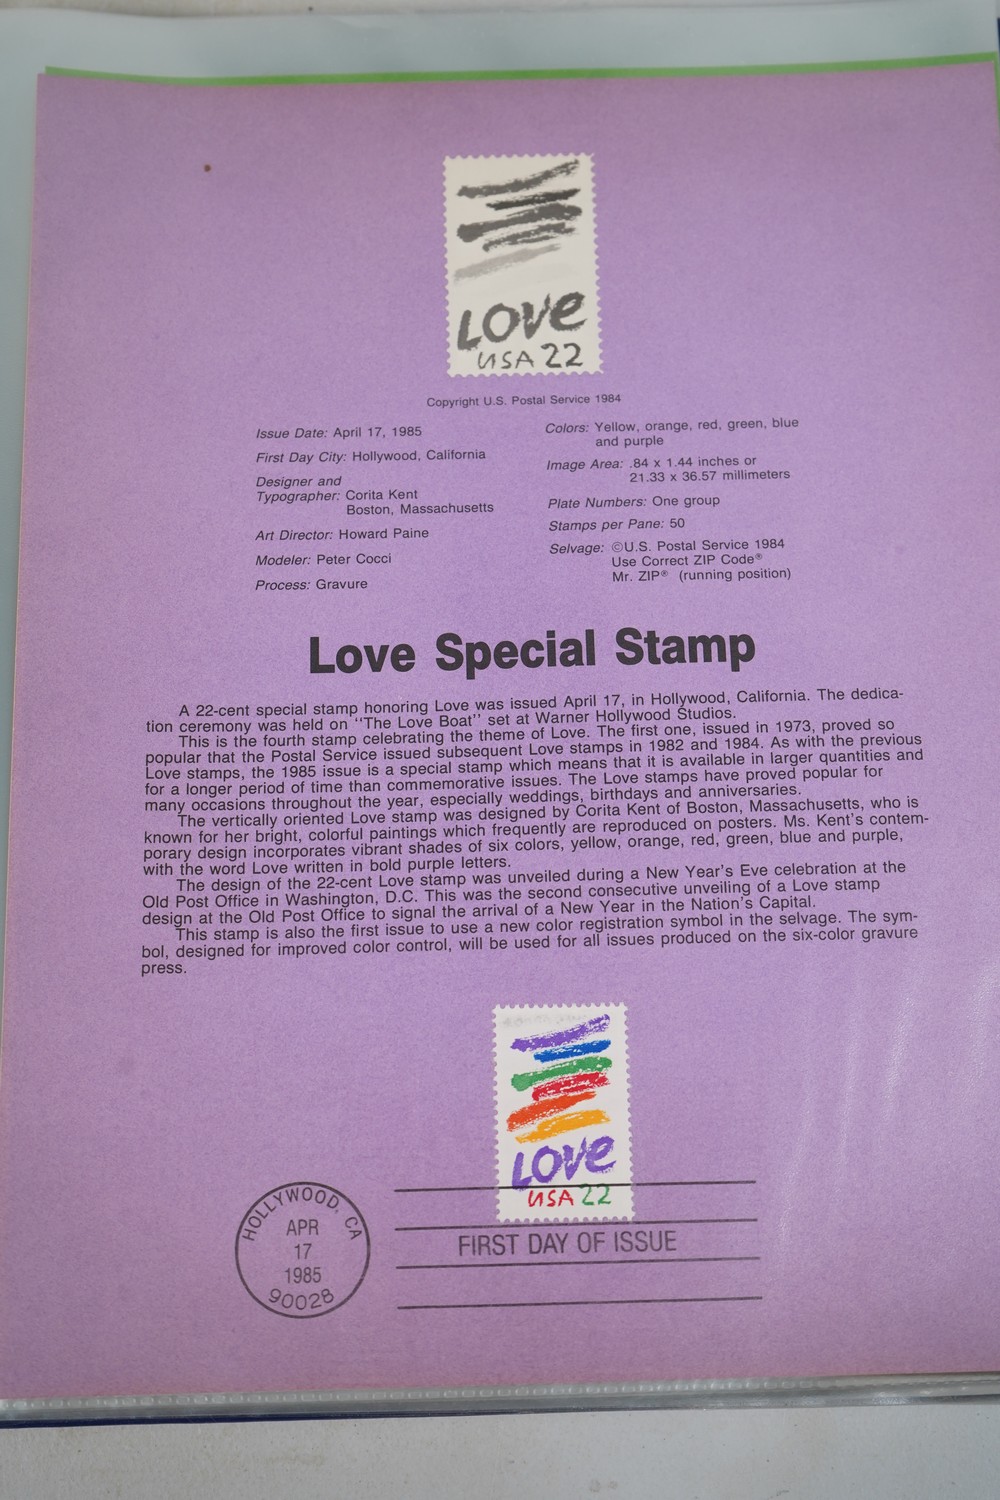 LOVE
USA 22
Copyright U.S. Postal Service 1984
Issue Date: April 17, 1985
First Day City: Hollywood, California
Designer and
Typographer: Corita Kent
Boston, Massachusetts
Art Director: Howard Paine
Modeler: Peter Cocci
Process: Gravure
Colors: Yellow, orange, red, green, blue
and purple
Image Area: .84 x 1.44 inches or
21.33 x 36.57 millimeters
Plate Numbers: One group
Stamps per Pane: 50
Selvage: ©U.S. Postal Service 1984
Use Correct ZIP Code®
Mr. ZIP® (running position)
Love Special Stamp
A 22-cent special stamp honoring Love was issued April 17, in Hollywood, California. The dedica-
tion ceremony was held on "The Love Boat" set at Warner Hollywood Studios.
This is the fourth stamp celebrating the theme of Love. The first one, issued in 1973, proved so
popular that the Postal Service issued subsequent Love stamps in 1982 and 1984. As with the previous
Love stamps, the 1985 issue is a special stamp which means that it is available in larger quantities and
for a longer period of time than commemorative issues. The Love stamps have proved popular for
many occasions throughout the year, especially weddings, birthdays and anniversaries.
The vertically oriented Love stamp was designed by Corita Kent of Boston, Massachusetts, who is
known for her bright, colorful paintings which frequently are reproduced on posters. Ms. Kent's contem-
porary design incorporates vibrant shades of six colors, yellow, orange, red, green, blue and purple,
with the word Love written in bold purple letters.
The design of the 22-cent Love stamp was unveiled during a New Year's Eve celebration at the
Old Post Office in Washington, D.C. This was the second consecutive unveiling of a Love stamp
design at the Old Post Office to signal the arrival of a New Year in the Nation's Capital.
This stamp is also the first issue to use a new color registration symbol in the selvage. The sym-
bol, designed for improved color control, will be used for all issues produced on the six-color gravure
press.
LOVE
USA 22
HOLLYWOOD, CA
APR
17
1985
90028
FIRST DAY OF ISSUE